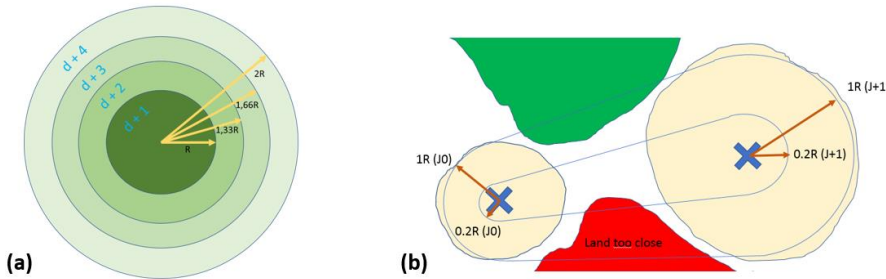 d + 4
d + 3
d + 2
d + 1
2R
1,66R
1,33R
R
(a)
1R (J0)
0.2R (J0)
1R (J+1
0.2R (J+1)
Land too close
(b)